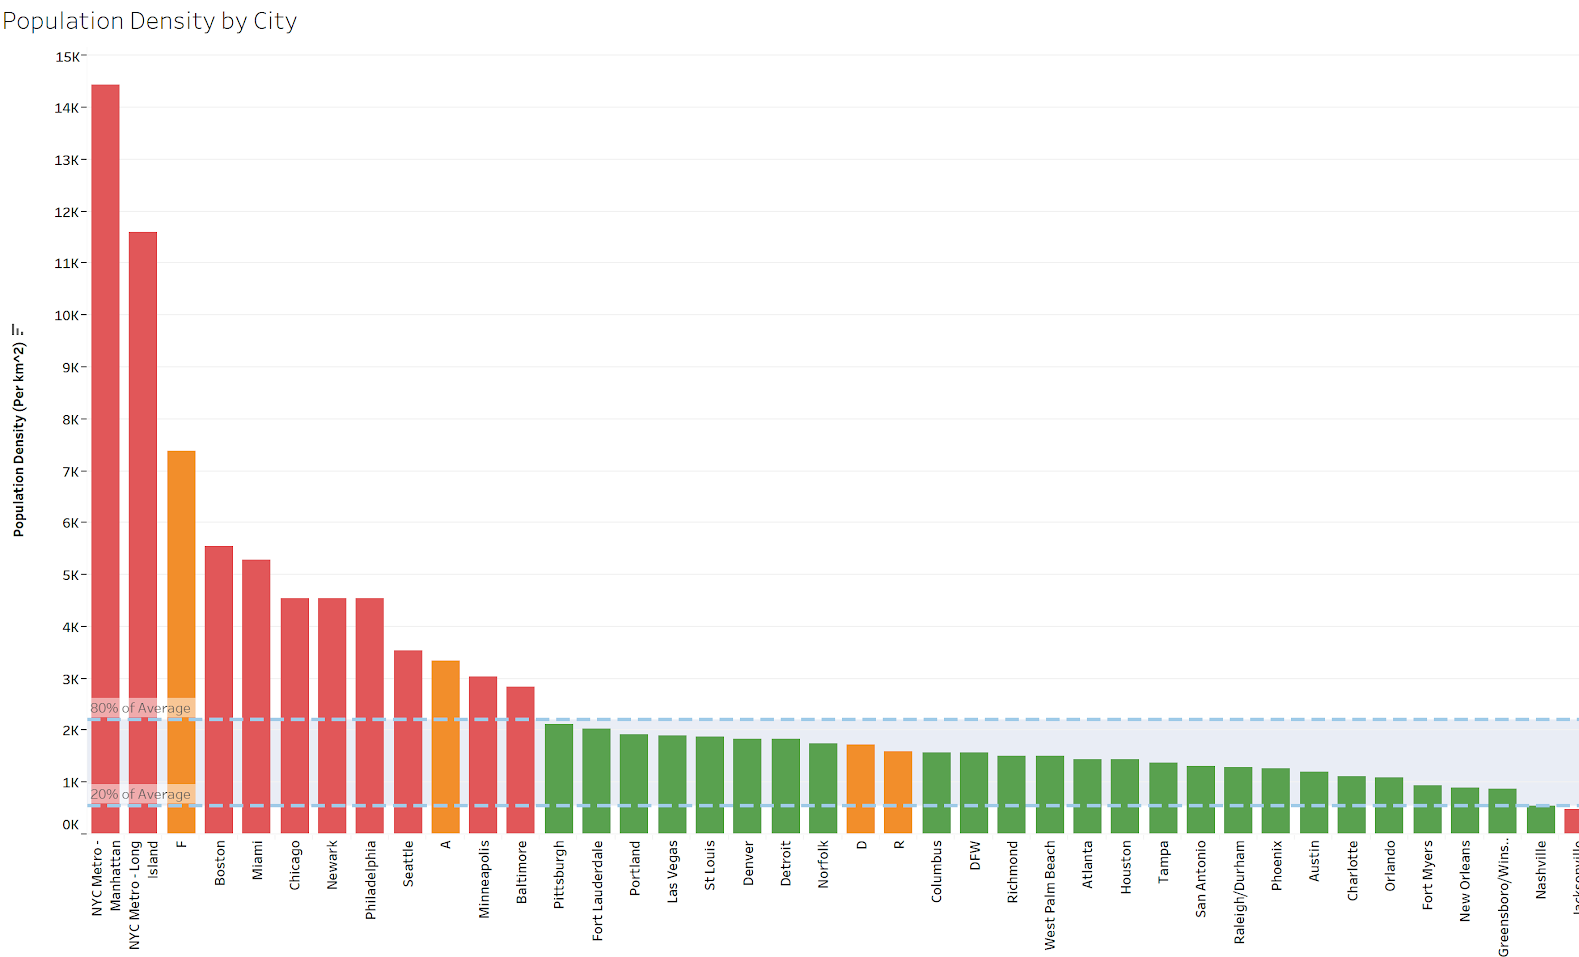 Population Density by City
15K
14K
13K
12K
11K
10K
9K
8K
7K
6K
5K
4K
3K
2K
1K
0K
Population Density (Per km^2)
80% of Average
20% of Average
NYC Metro -
Manhattan
NYC Metro - Long
Island
F
Boston
Miami
Chicago
Newark
Philadelphia
Seattle
A
Minneapolis
Baltimore
Pittsburgh
Fort Lauderdale
Portland
Las Vegas
St Louis
Denver
Detroit
Norfolk
D
R
Columbus
DFW
Richmond
West Palm Beach
Atlanta
Houston
Tampa
San Antonio
Raleigh/Durham
Phoenix
Austin
Charlotte
Orlando
Fort Myers
New Orleans
Greensboro/Wins..
Nashville